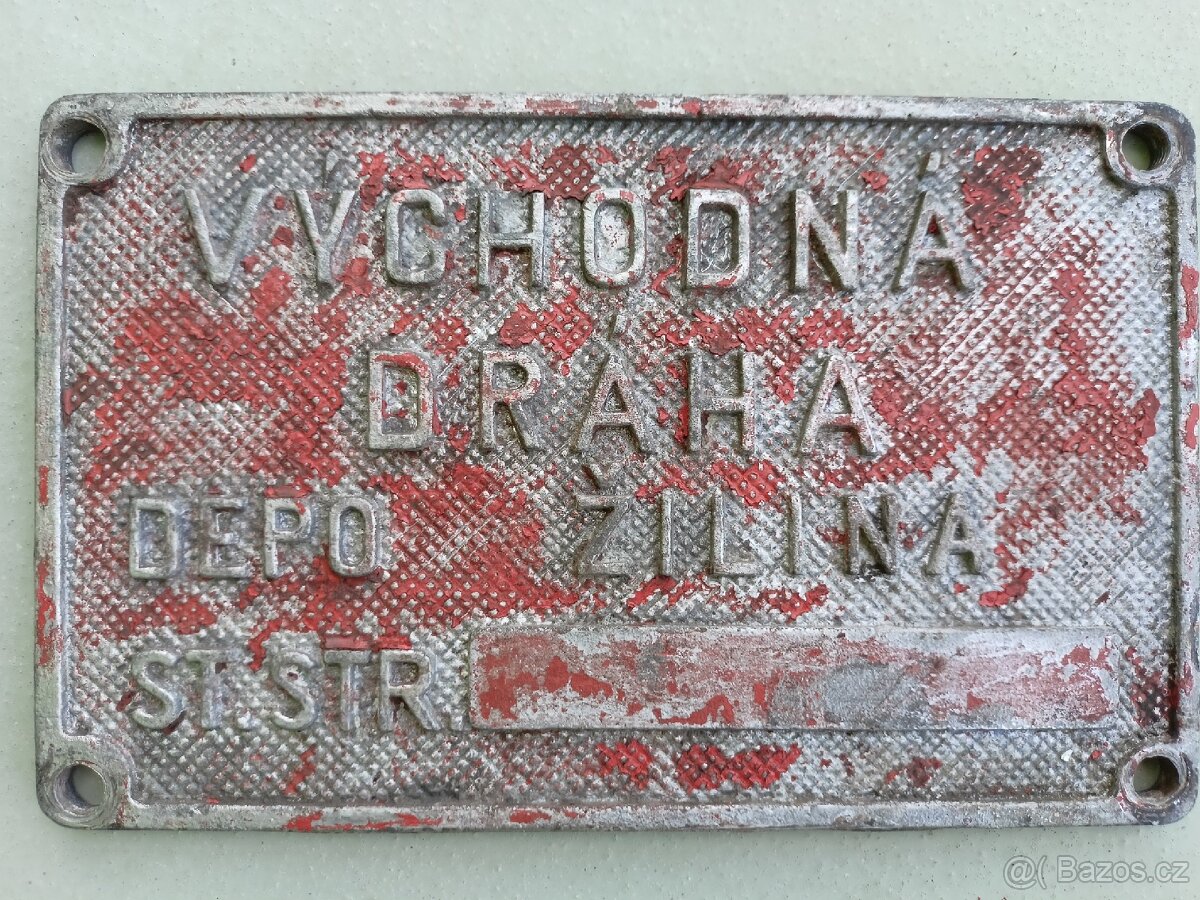 VÝCHODNÁ
DRÁHA
DEPO ŽILINA
ST. STR.
@( Bazos.cz